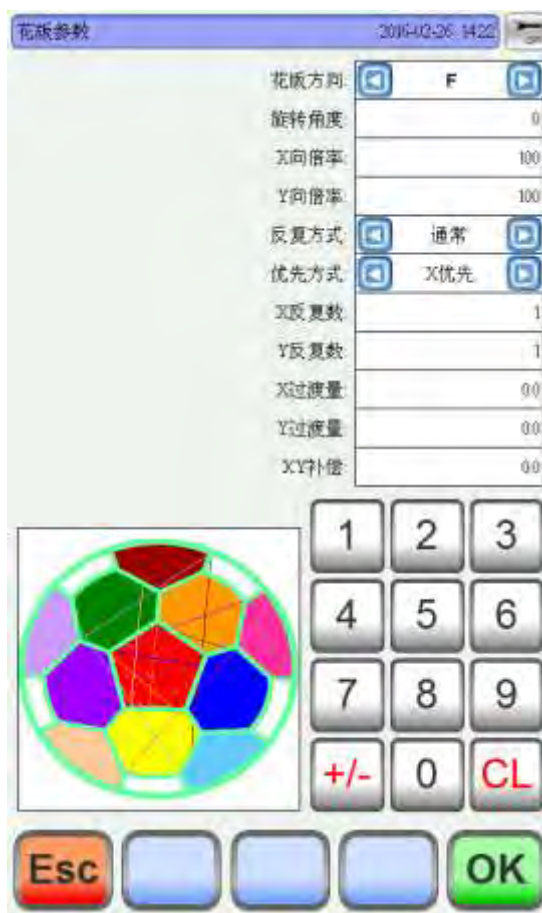 花版参数 2016-02-26 14:22
花版方向: F
旋转角度: 0
X向倍率: 100
Y向倍率: 100
反复方式: 通常
优先方式: X优先
X反复数: 1
Y反复数: 1
X过渡量: 0.0
Y过渡量: 0.0
XY补偿: 0.0
1 2 3
4 5 6
7 8 9
+/- 0 CL
Esc OK